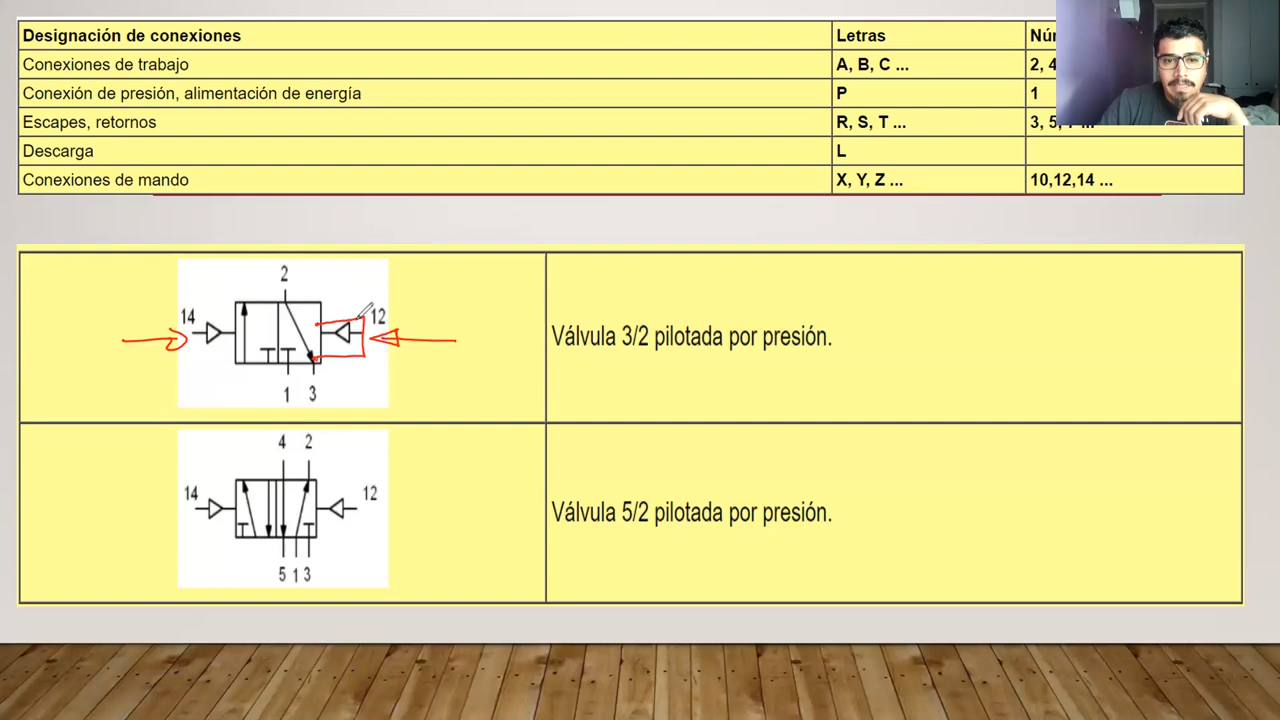 Designación de conexiones Letras Nú
Conexiones de trabajo A, B, C ... 2, 4
Conexión de presión, alimentación de energía P 1
Escapes, retornos R, S, T ... 3, 5,
Descarga L
Conexiones de mando X, Y, Z ... 10,12,14 ...
2
14 12
1 3
Válvula 3/2 pilotada por presión.
4 2
14 12
5 1 3
Válvula 5/2 pilotada por presión.